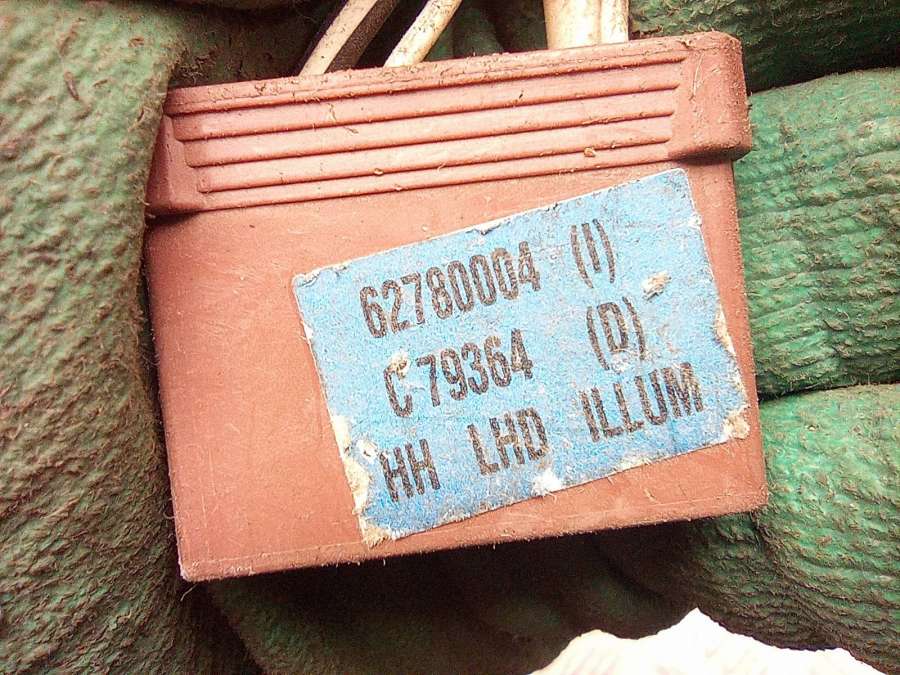 62780004 (I)
C79364 (D)
HH LHD ILLUM